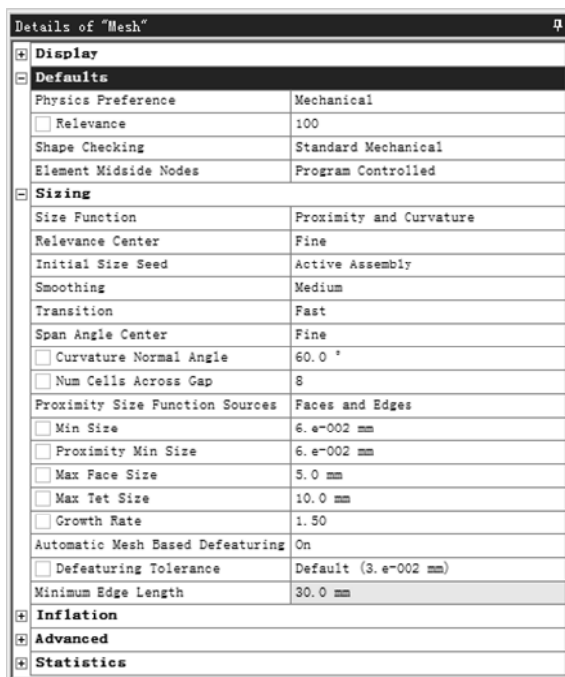 Details of "Mesh"
Display
Defaults
Physics Preference Mechanical
Relevance 100
Shape Checking Standard Mechanical
Element Midside Nodes Program Controlled
Sizing
Size Function Proximity and Curvature
Relevance Center Fine
Initial Size Seed Active Assembly
Smoothing Medium
Transition Fast
Span Angle Center Fine
Curvature Normal Angle 60.0 °
Num Cells Across Gap 8
Proximity Size Function Sources Faces and Edges
Min Size 6.e-002 mm
Proximity Min Size 6.e-002 mm
Max Face Size 5.0 mm
Max Tet Size 10.0 mm
Growth Rate 1.50
Automatic Mesh Based Defeaturing On
Defeaturing Tolerance Default (3.e-002 mm)
Minimum Edge Length 30.0 mm
Inflation
Advanced
Statistics